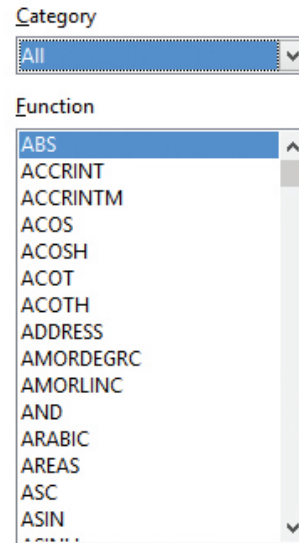 Category
All
Function
ABS
ACCRINT
ACCRINTM
ACOS
ACOSH
ACOT
ACOTH
ADDRESS
AMORDEGRC
AMORLINC
AND
ARABIC
AREAS
ASC
ASIN